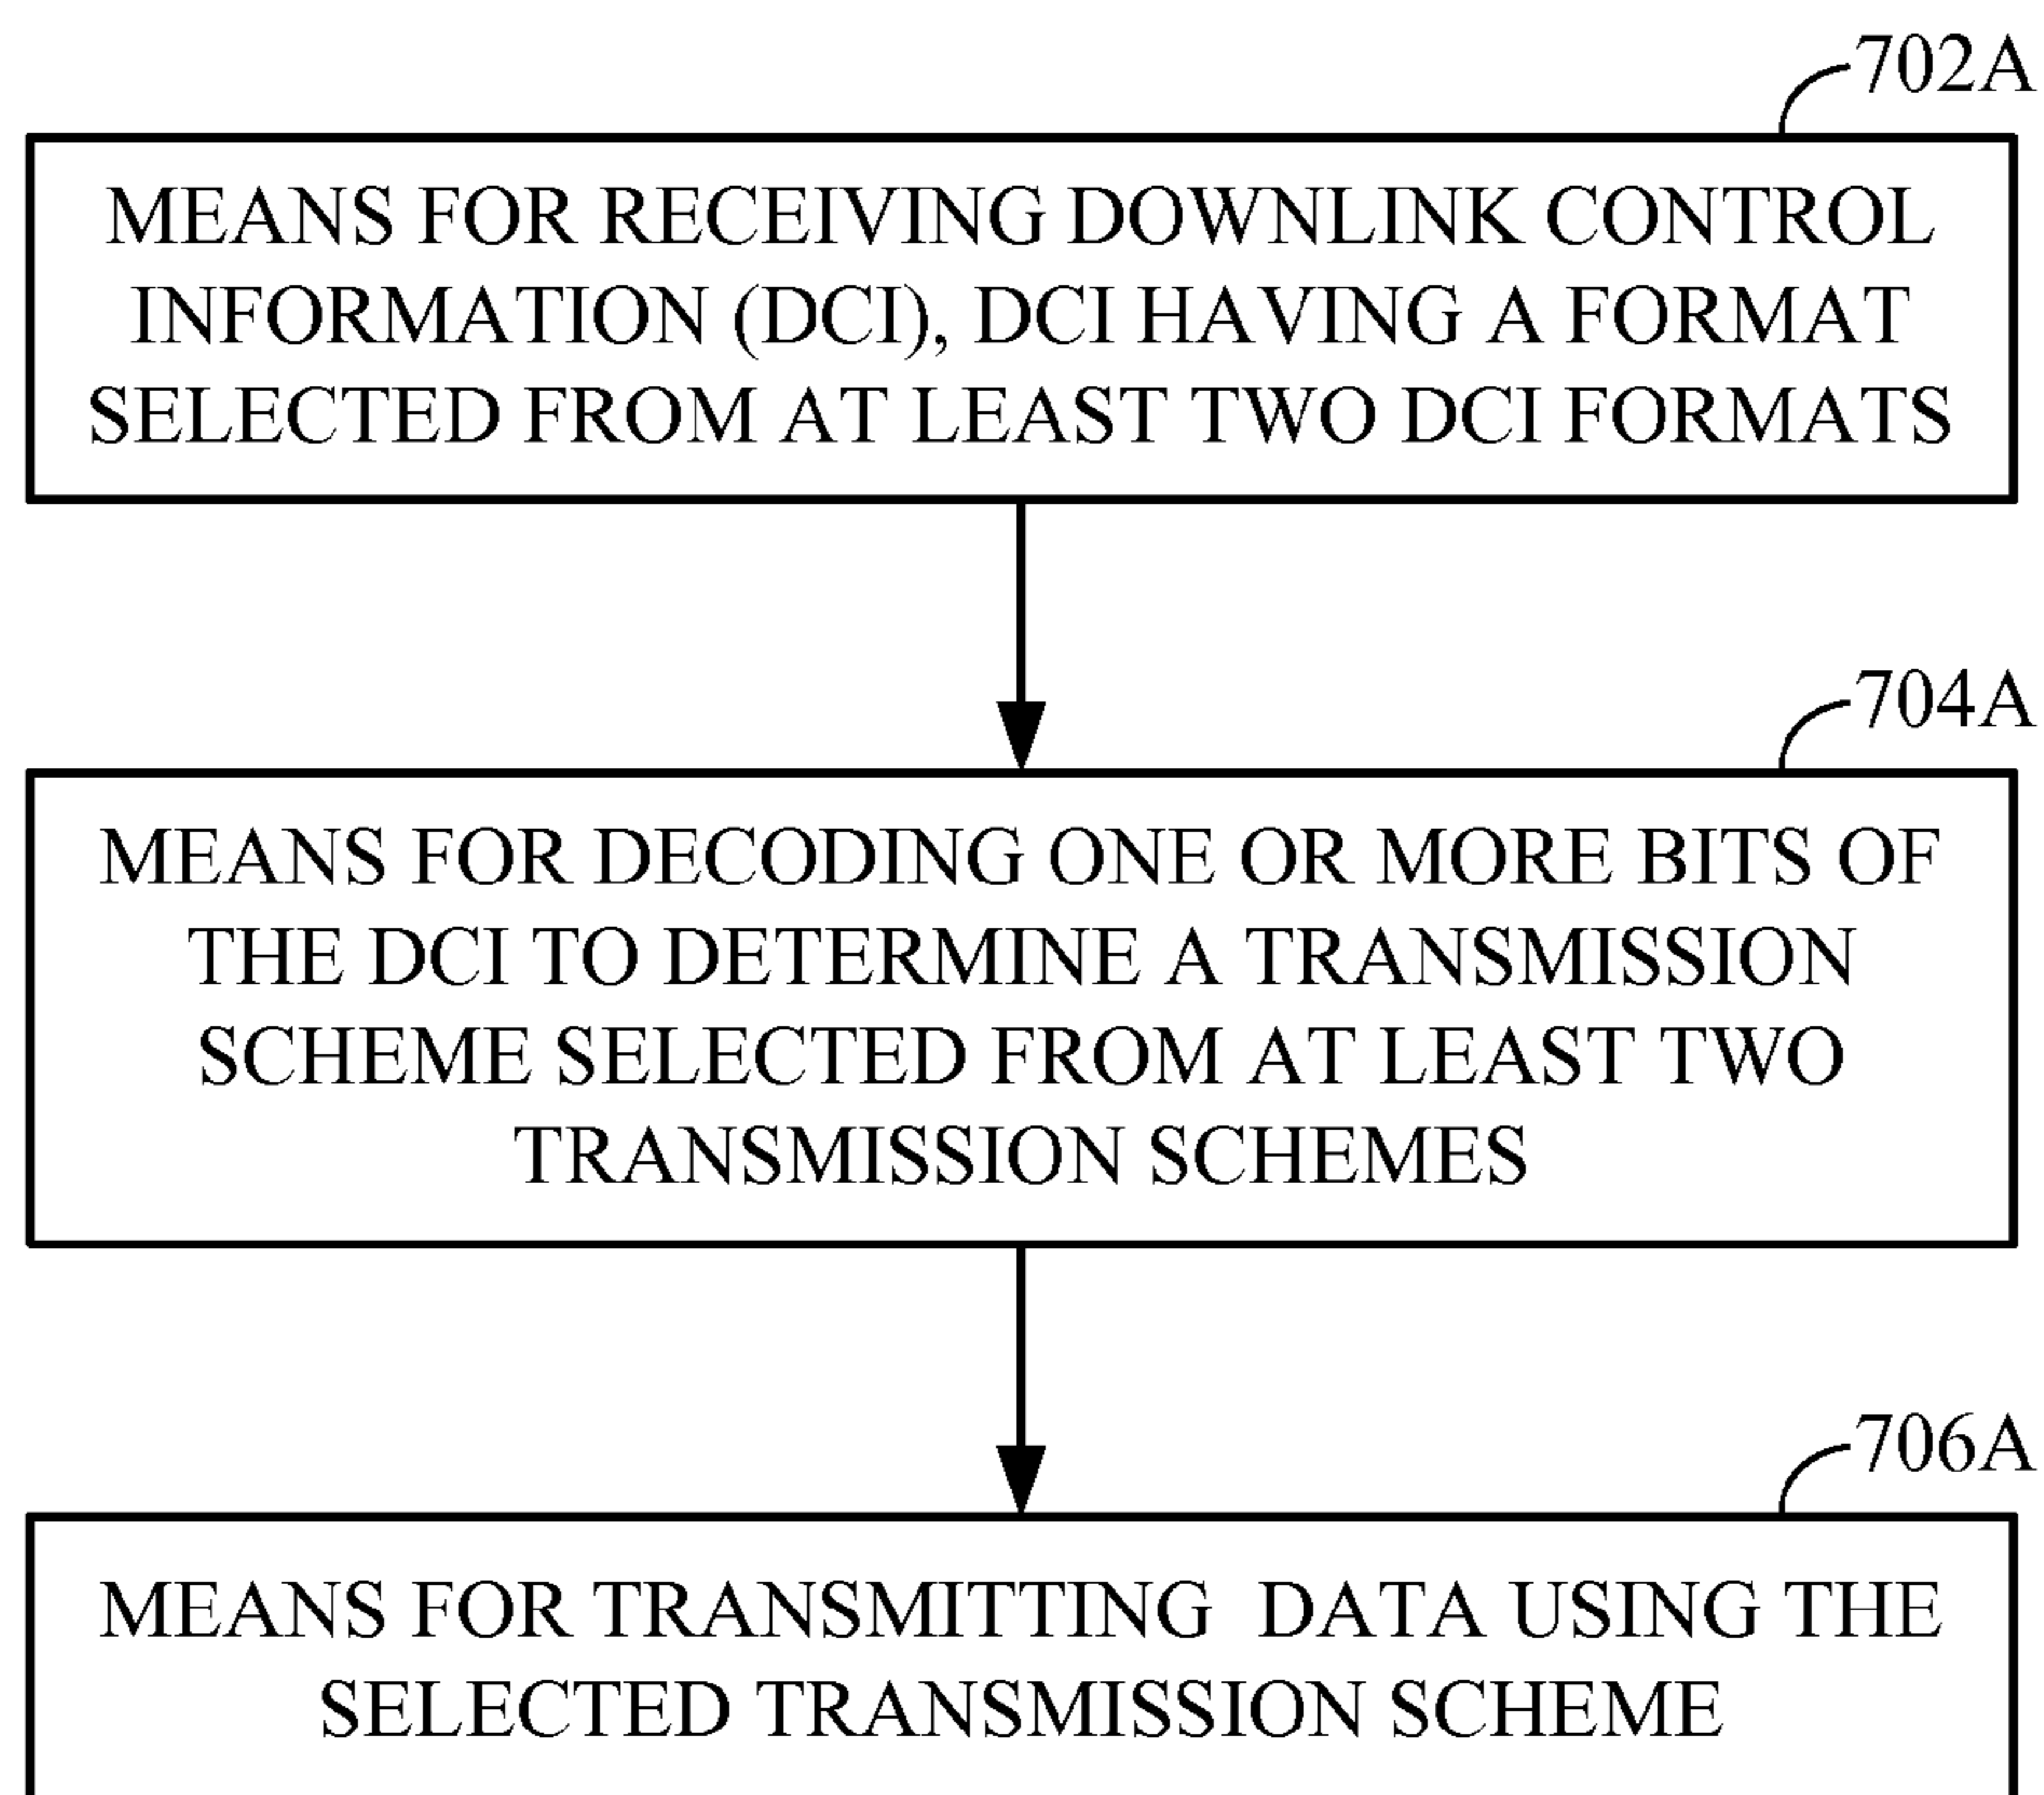 702A
MEANS FOR RECEIVING DOWNLINK CONTROL
INFORMATION (DCI), DCI HAVING A FORMAT
SELECTED FROM AT LEAST TWO DCI FORMATS
704A
MEANS FOR DECODING ONE OR MORE BITS OF
THE DCI TO DETERMINE A TRANSMISSION
SCHEME SELECTED FROM AT LEAST TWO
TRANSMISSION SCHEMES
706A
MEANS FOR TRANSMITTING DATA USING THE
SELECTED TRANSMISSION SCHEME